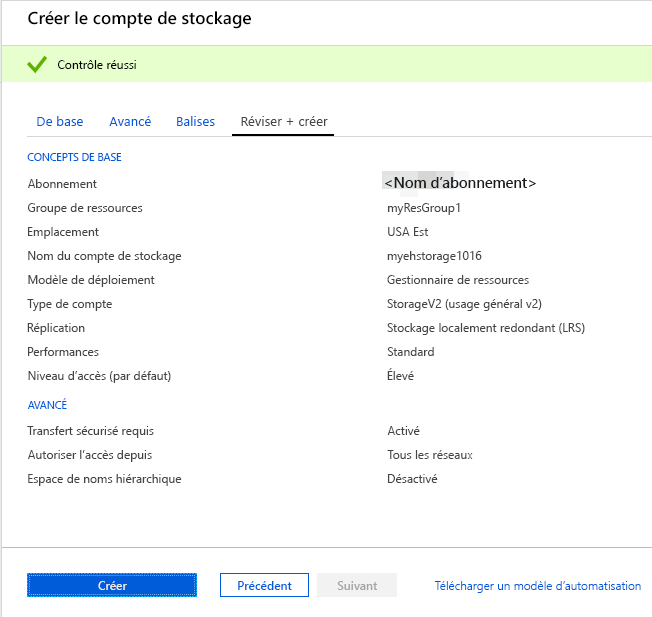 Créer le compte de stockage
Contrôle réussi
De base Avancé Balises Réviser + créer
CONCEPTS DE BASE
Abonnement <Nom d'abonnement>
Groupe de ressources myResGroup1
Emplacement USA Est
Nom du compte de stockage myehstorage1016
Modèle de déploiement Gestionnaire de ressources
Type de compte StorageV2 (usage général v2)
Réplication Stockage localement redondant (LRS)
Performances Standard
Niveau d'accès (par défaut) Élevé
AVANCÉ
Transfert sécurisé requis Activé
Autoriser l'accès depuis Tous les réseaux
Espace de noms hiérarchique Désactivé
Créer Précédent Suivant Télécharger un modèle d'automatisation